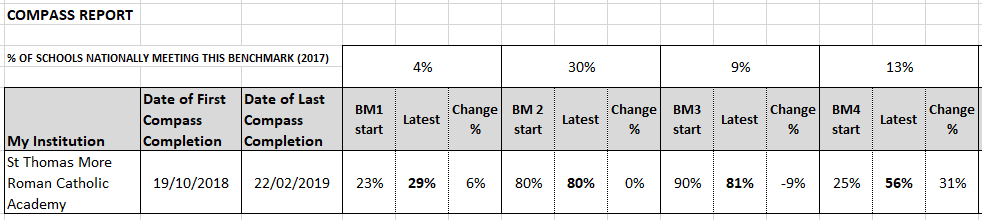 COMPASS REPORT
% OF SCHOOLS NATIONALLY MEETING THIS BENCHMARK (2017) 4% 30% 9% 13%
My Institution Date of First Compass Completion Date of Last Compass Completion BM1 start Latest Change % BM 2 start Latest Change % BM3 start Latest Change % BM4 start Latest Change %
St Thomas More Roman Catholic Academy 19/10/2018 22/02/2019 23% 29% 6% 80% 80% 0% 90% 81% -9% 25% 56% 31%